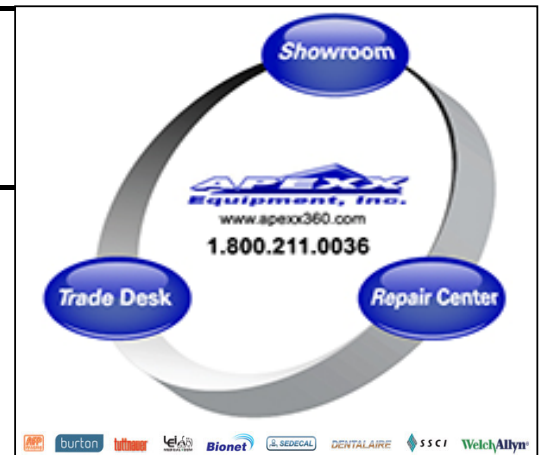 Showroom
APEXX
Equipment, Inc.
www.apexx360.com
1.800.211.0036
Trade Desk
Repair Center
burton
tuttnauer
Bionet
SEDECAL
DENTALAIRE
SSCI
WelchAllyn